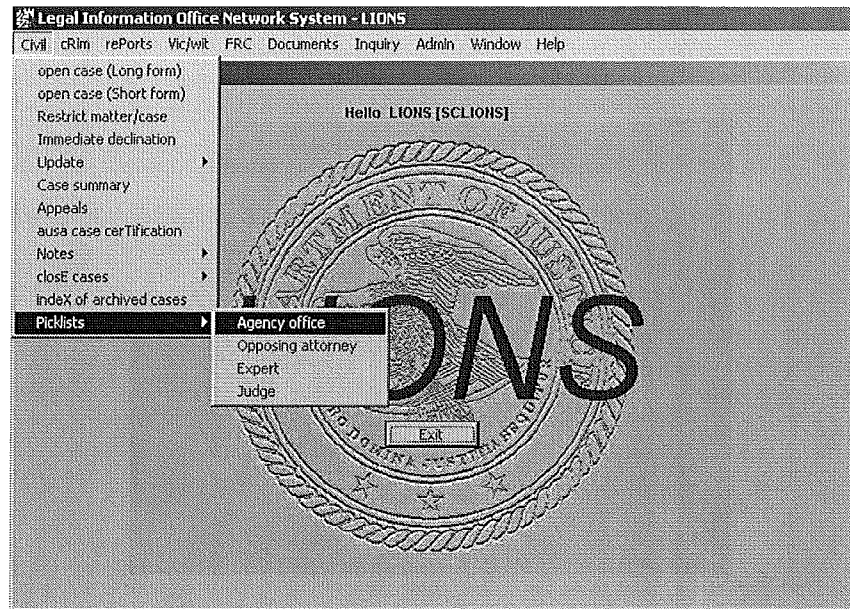 Legal Information Office Network System - LIONS
Civil cRim rePorts Vic/wit FRC Documents Inquiry Admin Window Help
open case (Long form)
open case (Short form)
Hello LIONS [SCLIONS]
Restrict matter/case
Immediate declination
Update
Case summary
Appeals
ausa case cerTification
Notes
closE cases
indeX of archived cases
Picklists
Agency office
Opposing attorney
Expert
Judge
LIONS
Exit